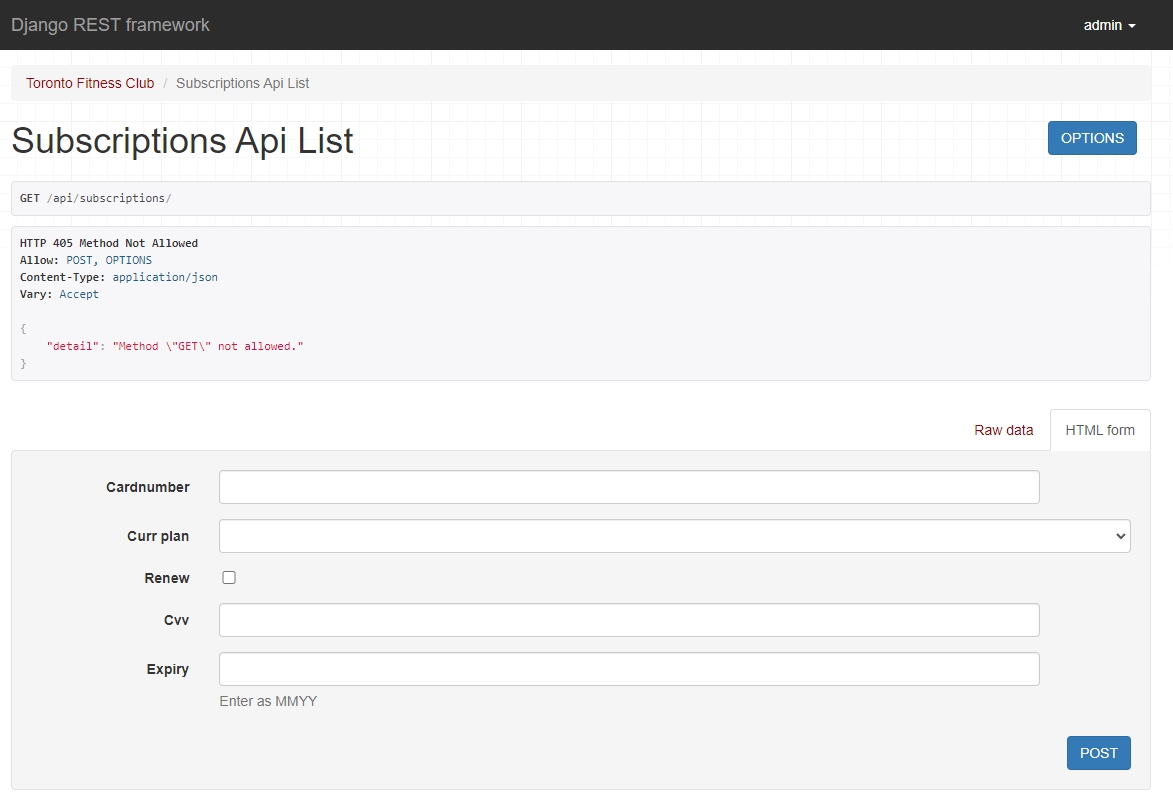 Django REST framework
admin
Toronto Fitness Club / Subscriptions Api List
Subscriptions Api List
OPTIONS
GET /api/subscriptions/
HTTP 405 Method Not Allowed
Allow: POST, OPTIONS
Content-Type: application/json
Vary: Accept
{
    "detail": "Method \"GET\" not allowed."
}
Raw data
HTML form
Cardnumber
Curr plan
Renew
Cvv
Expiry
Enter as MMYY
POST